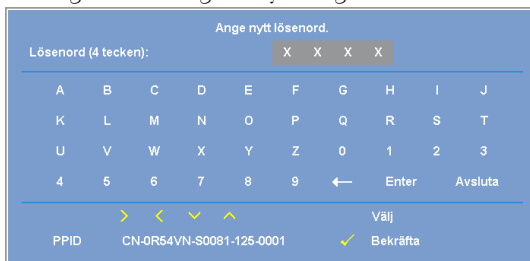 Ange nytt lösenord.
Lösenord (4 tecken): X X X X
A B C D E F G H I J
K L M N O P Q R S T
U V W X Y Z 0 1 2 3
4 5 6 7 8 9 ← Enter Avsluta
Välj
PPID CN-0R54VN-S0081-125-0001 ✓ Bekräfta